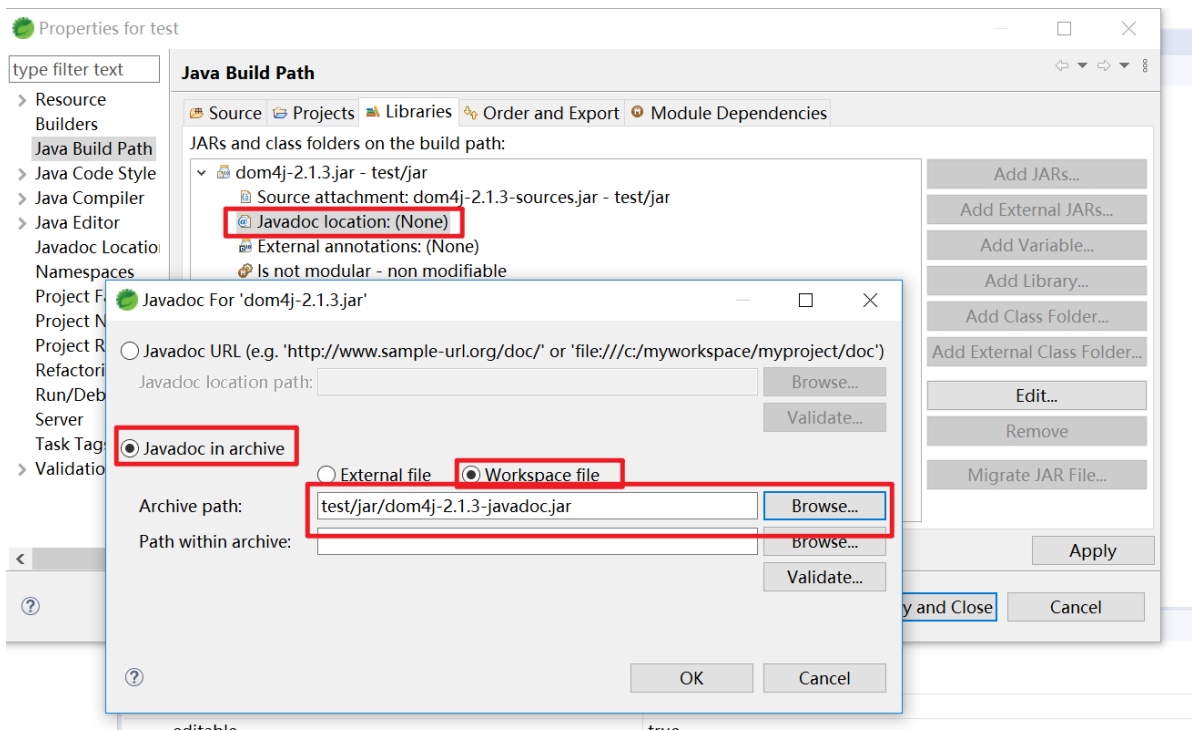 Properties for test
type filter text
Java Build Path
Resource
Builders
Java Build Path
Java Code Style
Java Compiler
Java Editor
Javadoc Locatio
Namespaces
Project F
Project N
Project R
Refactori
Run/Deb
Server
Task Tag
Validatio
Source
Projects
Libraries
Order and Export
Module Dependencies
JARs and class folders on the build path:
dom4j-2.1.3.jar - test/jar
Source attachment: dom4j-2.1.3-sources.jar - test/jar
Javadoc location: (None)
External annotations: (None)
Is not modular - non modifiable
Add JARs...
Add External JARs...
Add Variable...
Add Library...
Add Class Folder...
Add External Class Folder...
Edit...
Remove
Migrate JAR File...
Apply
y and Close
Cancel
Javadoc For 'dom4j-2.1.3.jar'
Javadoc URL (e.g. 'http://www.sample-url.org/doc/' or 'file:///c:/myworkspace/myproject/doc')
Javadoc location path:
Browse...
Validate...
Javadoc in archive
External file
Workspace file
Archive path:
test/jar/dom4j-2.1.3-javadoc.jar
Browse...
Path within archive:
Browse...
Validate...
OK
Cancel
editable
true